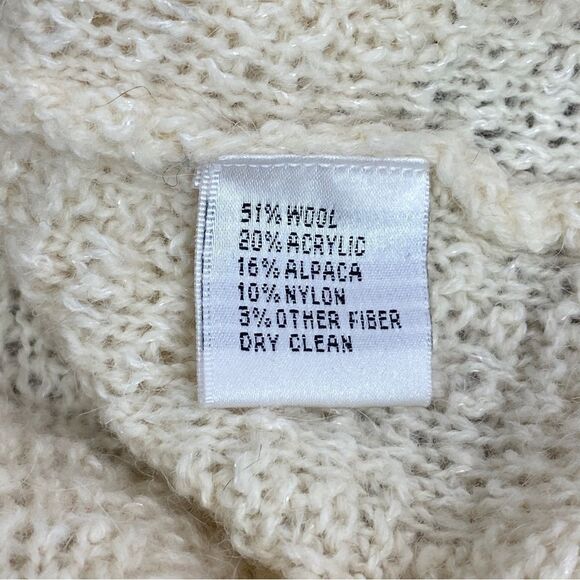 51% WOOL
20% ACRYLIC
16% ALPACA
10% NYLON
3% OTHER FIBER
DRY CLEAN